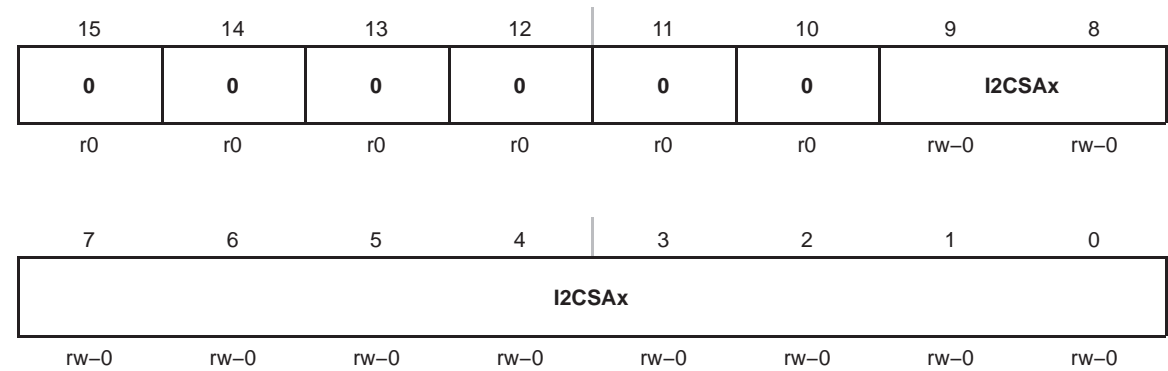 15 14 13 12 11 10 9 8
0 0 0 0 0 0 I2CSAx
r0 r0 r0 r0 r0 r0 rw−0 rw−0
7 6 5 4 3 2 1 0
I2CSAx
rw−0 rw−0 rw−0 rw−0 rw−0 rw−0 rw−0 rw−0